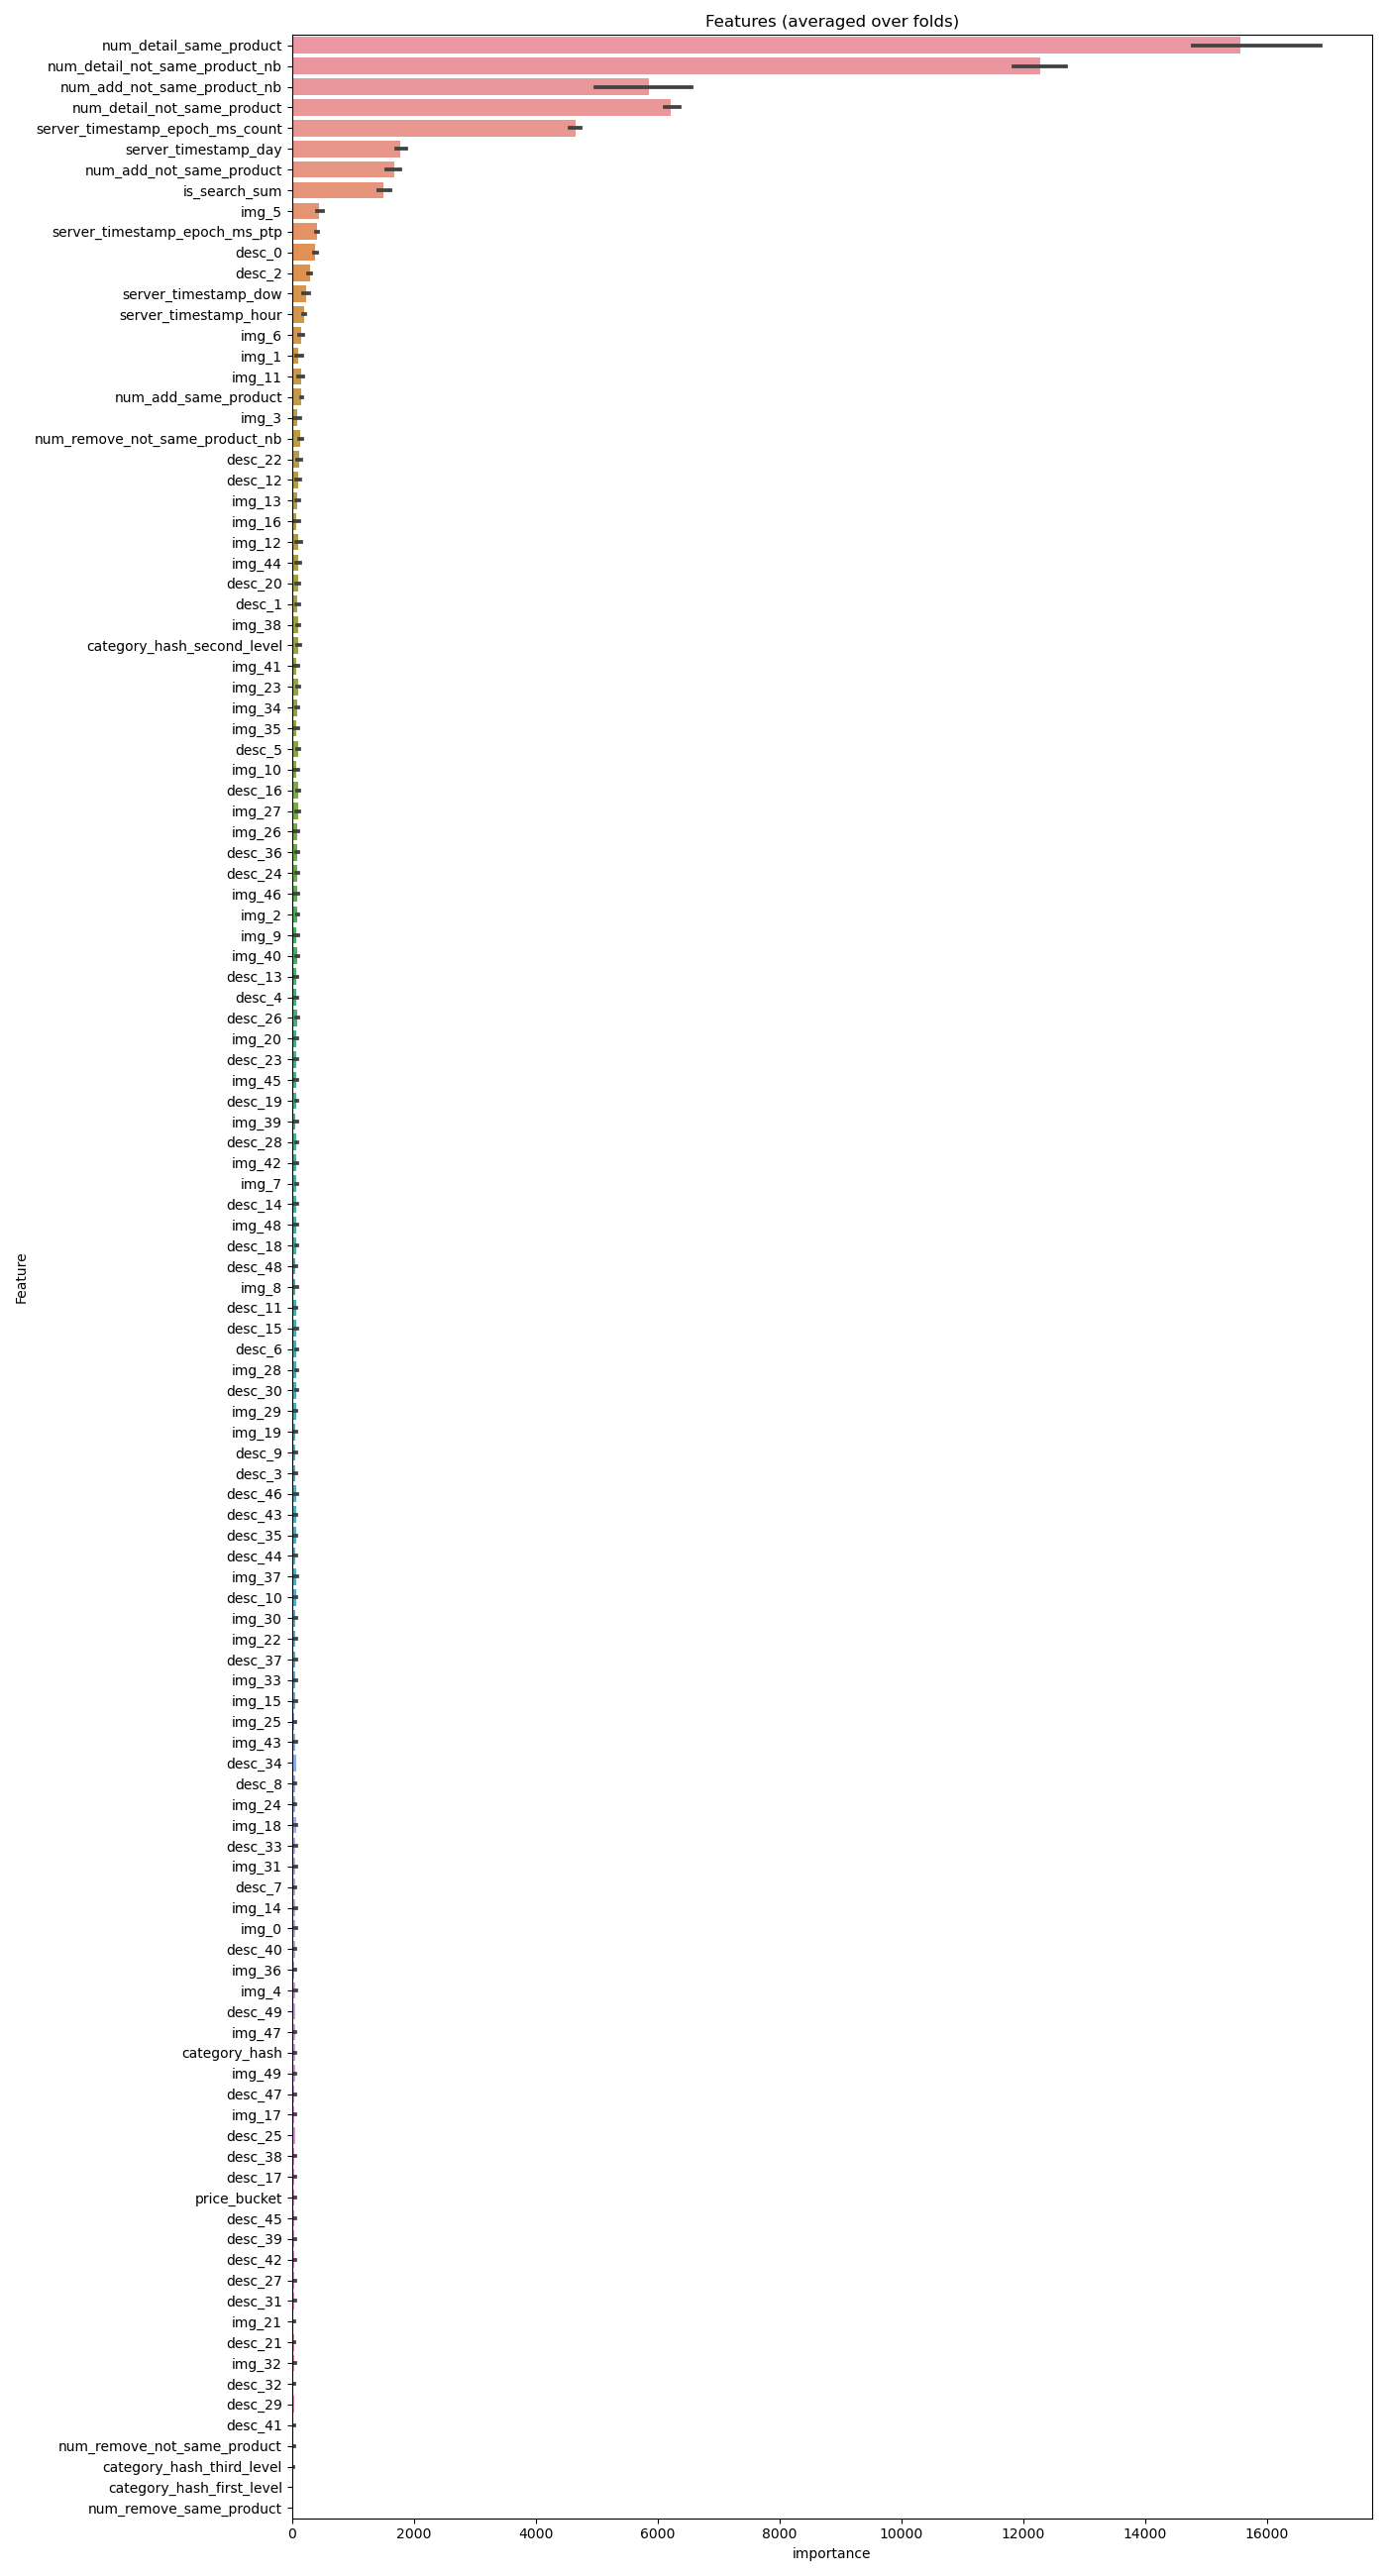 Features (averaged over folds)
num_detail_same_product
num_detail_not_same_product_nb
num_add_not_same_product_nb
num_detail_not_same_product
server_timestamp_epoch_ms_count
server_timestamp_day
num_add_not_same_product
is_search_sum
img_5
server_timestamp_epoch_ms_ptp
desc_0
desc_2
server_timestamp_dow
server_timestamp_hour
img_6
img_1
img_11
num_add_same_product
img_3
num_remove_not_same_product_nb
desc_22
desc_12
img_13
img_16
img_12
img_44
desc_20
desc_1
img_38
category_hash_second_level
img_41
img_23
img_34
img_35
desc_5
img_10
desc_16
img_27
img_26
desc_36
desc_24
img_46
img_2
img_9
img_40
desc_13
desc_4
desc_26
img_20
desc_23
img_45
desc_19
img_39
desc_28
img_42
img_7
desc_14
img_48
desc_18
desc_48
img_8
desc_11
desc_15
desc_6
img_28
desc_30
img_29
img_19
desc_9
desc_3
desc_46
desc_43
desc_35
desc_44
img_37
desc_10
img_30
img_22
desc_37
img_33
img_15
img_25
img_43
desc_34
desc_8
img_24
img_18
desc_33
img_31
desc_7
img_14
img_0
desc_40
img_36
img_4
desc_49
img_47
category_hash
img_49
desc_47
img_17
desc_25
desc_38
desc_17
price_bucket
desc_45
desc_39
desc_42
desc_27
desc_31
img_21
desc_21
img_32
desc_32
desc_29
desc_41
num_remove_not_same_product
category_hash_third_level
category_hash_first_level
num_remove_same_product
Feature
0 2000 4000 6000 8000 10000 12000 14000 16000
importance